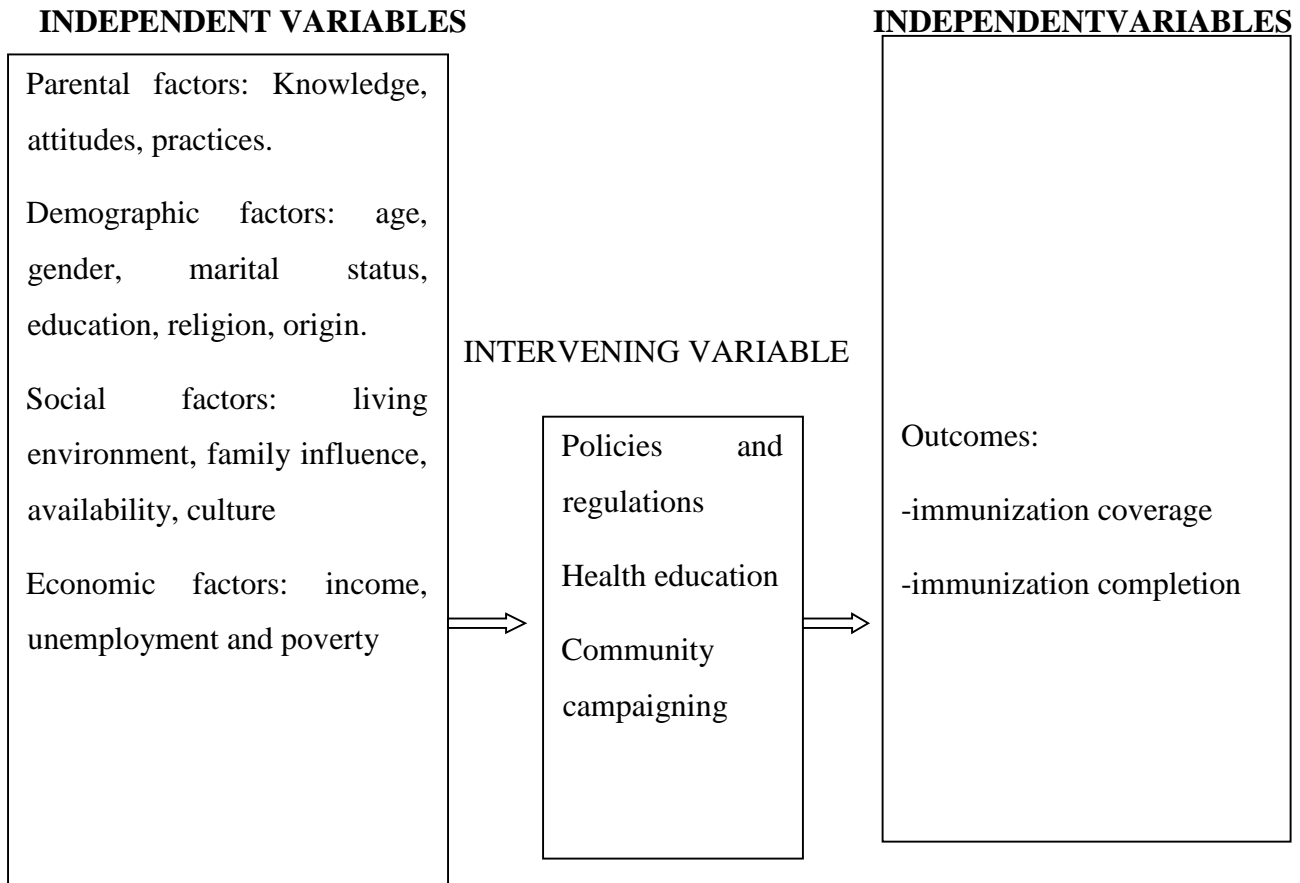 INDEPENDENT VARIABLES
Parental factors: Knowledge,
attitudes, practices.
Demographic factors: age,
gender, marital status,
education, religion, origin.
Social factors: living
environment, family influence,
availability, culture
Economic factors: income,
unemployment and poverty
INTERVENING VARIABLE
Policies and
regulations
Health education
Community
campaigning
INDEPENDENTVARIABLES
Outcomes:
-immunization coverage
-immunization completion